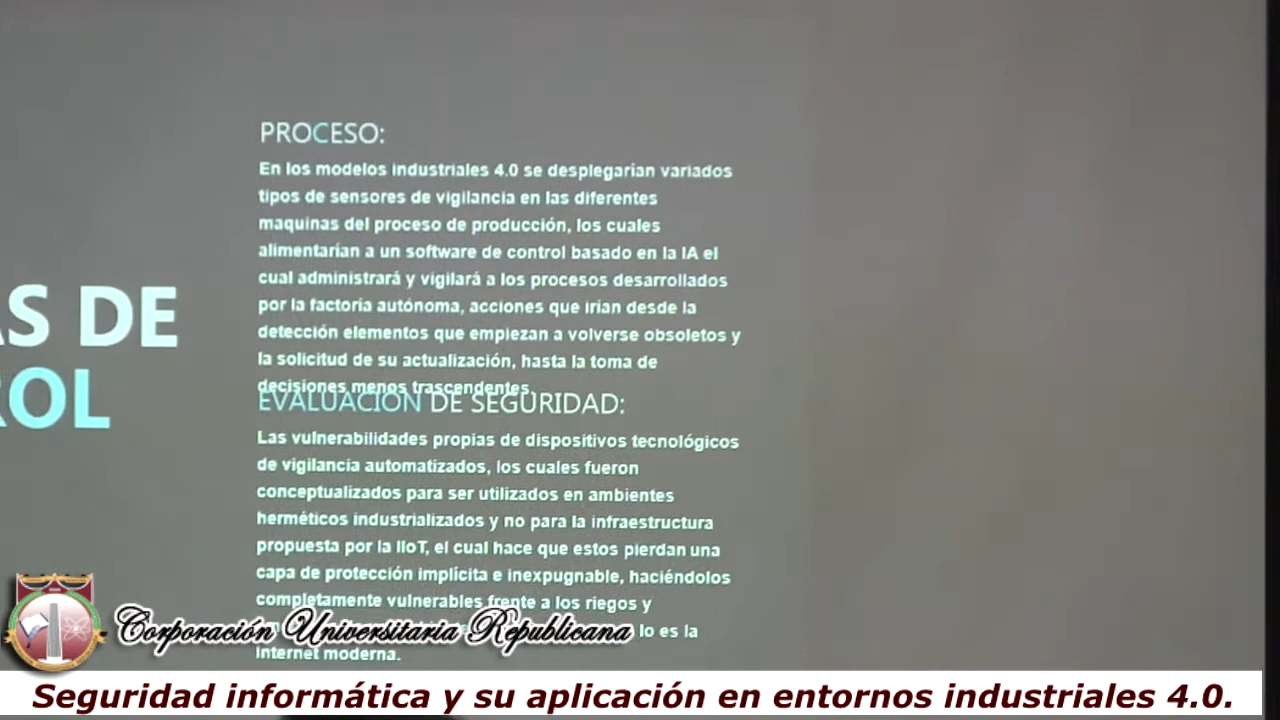 PROCESO:
En los modelos industriales 4.0 se desplegarían variados
tipos de sensores de vigilancia en las diferentes
maquinas del proceso de producción, los cuales
alimentarían a un software de control basado en la IA el
cual administrará y vigilará a los procesos desarrollados
por la factoría autónoma, acciones que irían desde la
detección elementos que empiezan a volverse obsoletos y
la solicitud de su actualización, hasta la toma de
decisiones menos trascendentes.
S DE
OL
EVALUACIÓN DE SEGURIDAD:
Las vulnerabilidades propias de dispositivos tecnológicos
de vigilancia automatizados, los cuales fueron
conceptualizados para ser utilizados en ambientes
herméticos industrializados y no para la infraestructura
propuesta por la IIoT, el cual hace que estos pierdan una
capa de protección implícita e inexpugnable, haciéndolos
completamente vulnerables frente a los riegos y
lo es la
Internet moderna.
Corporación Universitaria Republicana
Seguridad informática y su aplicación en entornos industriales 4.0.